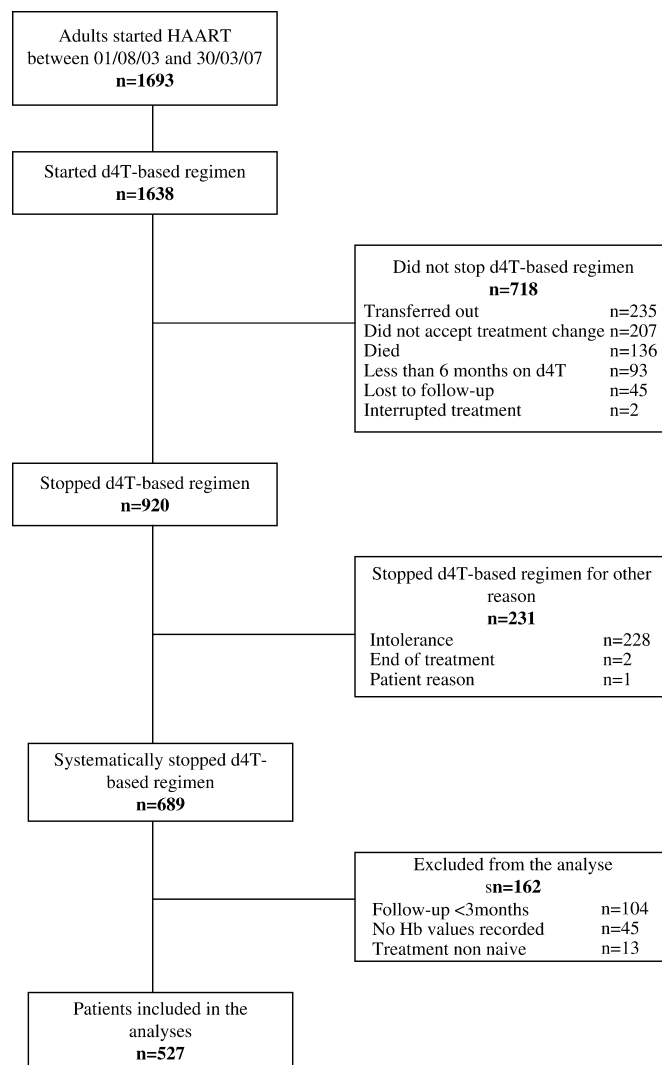 Adults started HAART
between 01/08/03 and 30/03/07
n=1693
Started d4T-based regimen
n=1638
Did not stop d4T-based regimen
n=718
Transferred out n=235
Did not accept treatment change n=207
Died n=136
Less than 6 months on d4T n=93
Lost to follow-up n=45
Interrupted treatment n=2
Stopped d4T-based regimen
n=920
Stopped d4T-based regimen for other
reason
n=231
Intolerance n=228
End of treatment n=2
Patient reason n=1
Systematically stopped d4T-
based regimen
n=689
Excluded from the analyse
sn=162
Follow-up <3months n=104
No Hb values recorded n=45
Treatment non naive n=13
Patients included in the
analyses
n=527